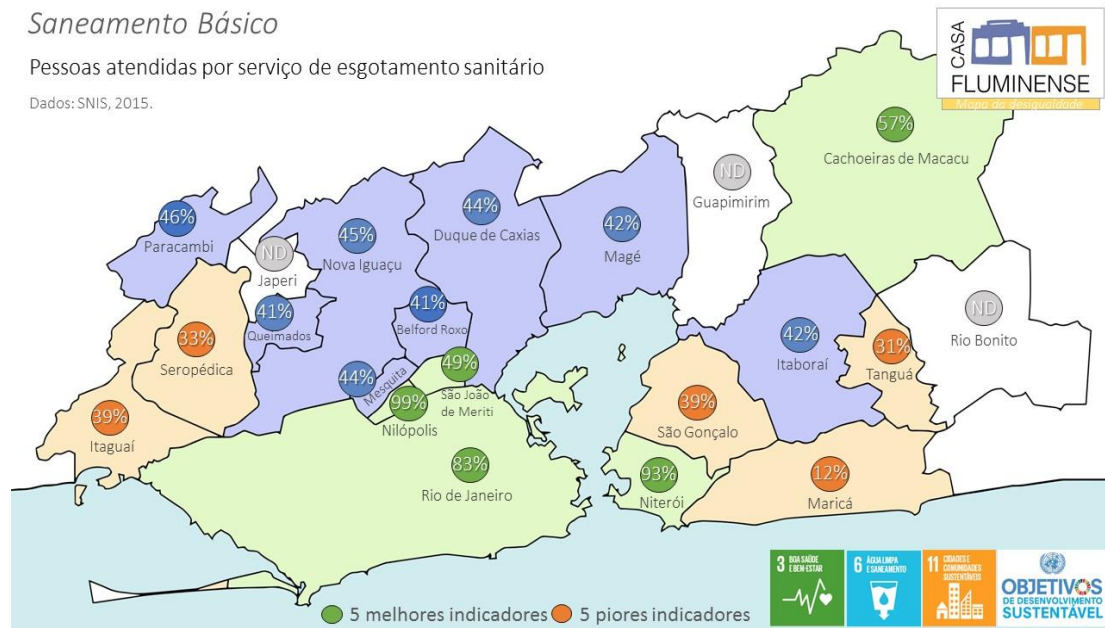 Saneamento Básico
Pessoas atendidas por serviço de esgotamento sanitário
Dados: SNIS, 2015.
CASA
FLUMINENSE
Mapa da desigualdade
57%
Cachoeiras de Macacu
ND
Guapimirim
46%
Paracambi
44%
Duque de Caxias
42%
Magé
45%
Nova Iguaçu
ND
Japeri
41%
Queimados
41%
Belford Roxo
33%
Seropédica
42%
Itaboraí
31%
Tanguá
ND
Rio Bonito
44%
Mesquita
49%
São João
de Meriti
99%
Nilópolis
39%
Itaguaí
39%
São Gonçalo
83%
Rio de Janeiro
93%
Niterói
12%
Maricá
5 melhores indicadores
5 piores indicadores
3 BOA SAÚDE
E BEM-ESTAR
6 ÁGUA LIMPA
E SANEAMENTO
11 CIDADES E
COMUNIDADES
SUSTENTÁVEIS
OBJETIVOS
DE DESENVOLVIMENTO
SUSTENTÁVEL